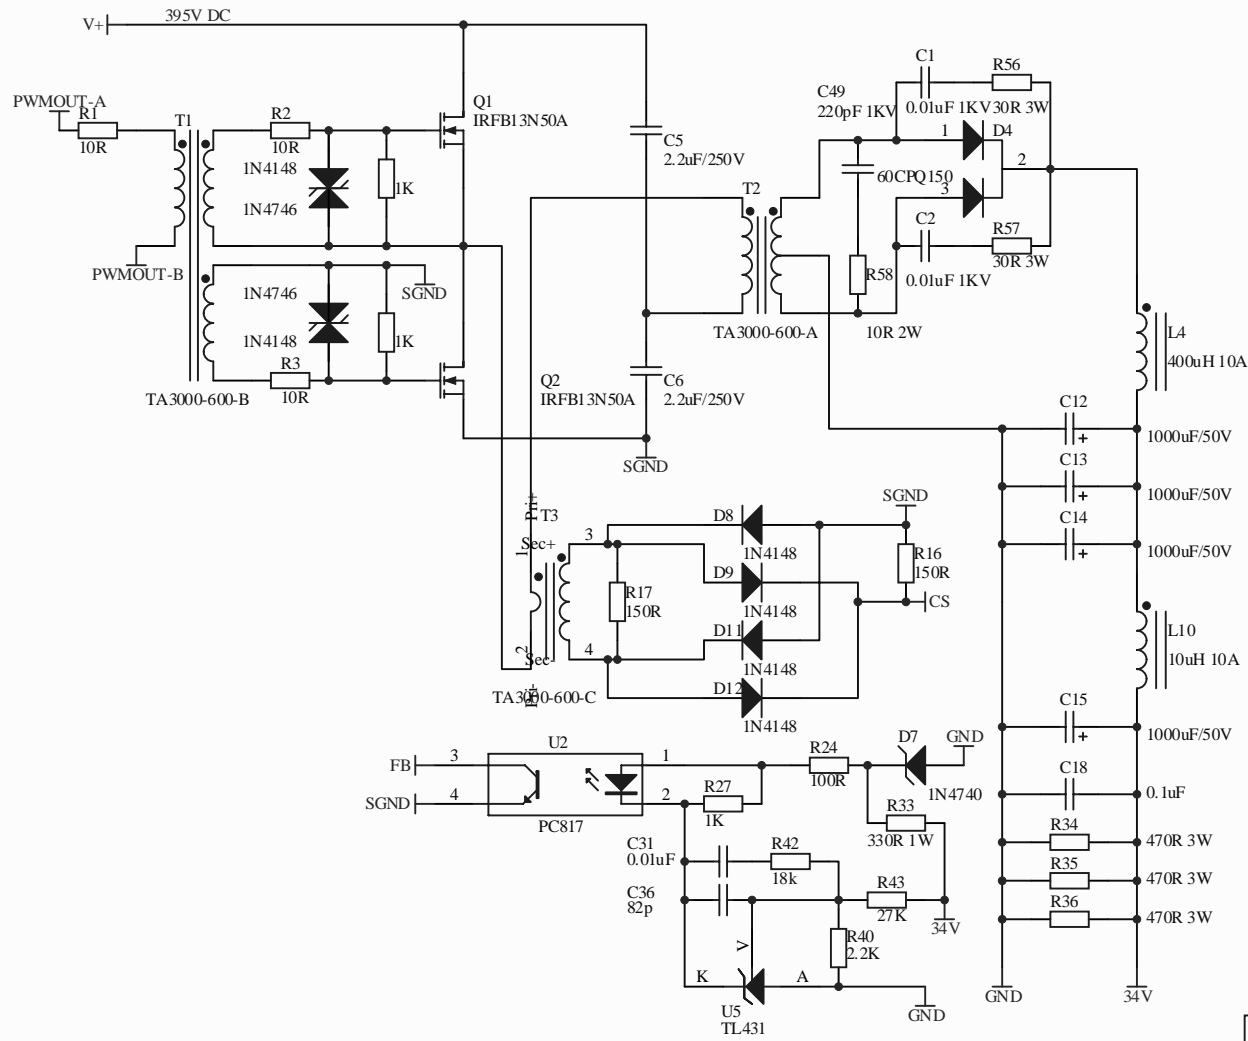 V+
395V DC
PWMOUT-A
R1
10R
T1
R2
10R
1N4148
1N4746
1K
Q1
IRFB13N50A
C5
2.2uF/250V
PWMOUT-B
1N4746
1N4148
SGND
1K
R3
10R
TA3000-600-B
Q2
IRFB13N50A
C6
2.2uF/250V
SGND
T2
TA3000-600-A
C49
220pF 1KV
C1
0.01uF 1KV
R56
30R 3W
1
D4
2
60CPQ150
3
C2
0.01uF 1KV
R57
30R 3W
R58
10R 2W
L4
400uH 10A
C12
1000uF/50V
C13
1000uF/50V
C14
1000uF/50V
L10
10uH 10A
C15
1000uF/50V
C18
0.1uF
R34
470R 3W
R35
470R 3W
R36
470R 3W
GND
34V
Pri+
T3
1
Sec+
3
R17
150R
2
Sec-
4
Pri-
TA3000-600-C
D8
1N4148
D9
1N4148
D11
1N4148
D12
1N4148
SGND
R16
150R
CS
U2
FB
3
SGND
4
1
2
PC817
R27
1K
R24
100R
D7
1N4740
GND
R33
330R 1W
C31
0.01uF
R42
18k
C36
82p
R43
27K
34V
R40
2.2K
V
K
A
U5
TL431
GND